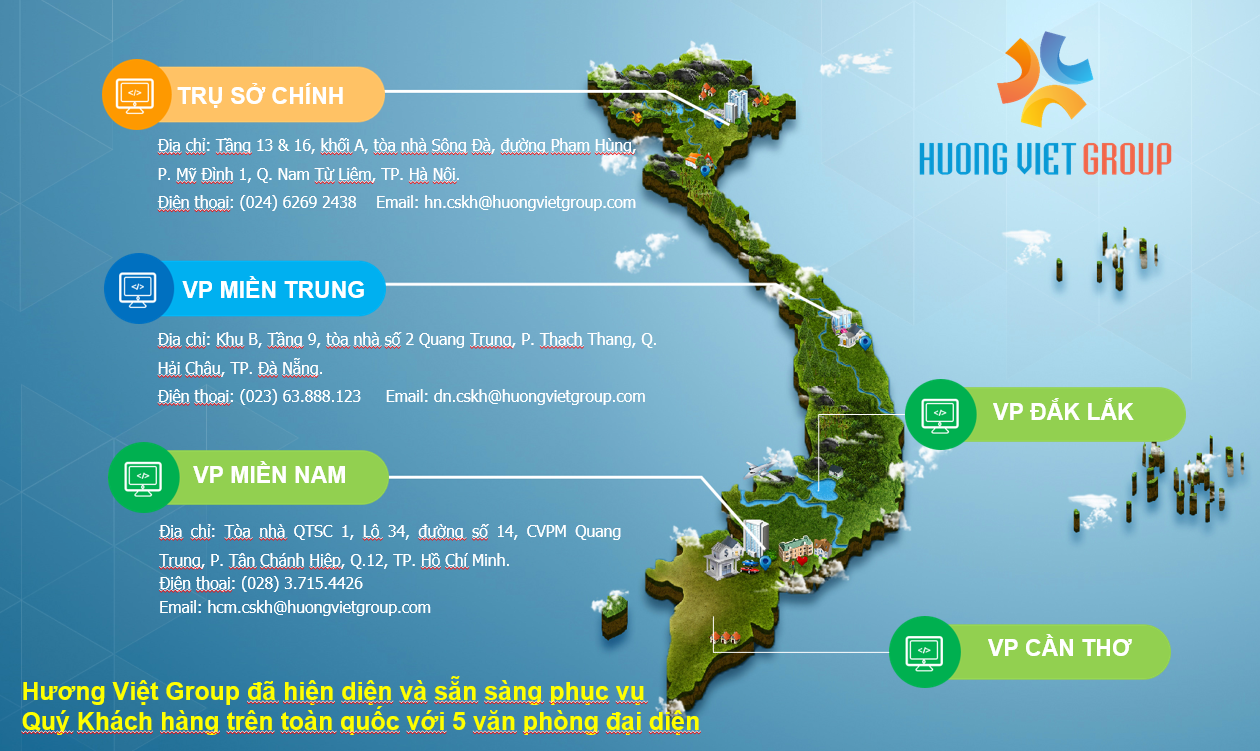 HUONG VIET GROUP
TRỤ SỞ CHÍNH
Địa chỉ: Tầng 13 & 16, khối A, tòa nhà Sông Đà, đường Phạm Hùng,
P. Mỹ Đình 1, Q. Nam Từ Liêm, TP. Hà Nội.
Điện thoại: (024) 6269 2438 Email: hn.cskh@huongvietgroup.com
VP MIỀN TRUNG
Địa chỉ: Khu B, Tầng 9, tòa nhà số 2 Quang Trung, P. Thạch Thang, Q.
Hải Châu, TP. Đà Nẵng.
Điện thoại: (023) 63.888.123 Email: dn.cskh@huongvietgroup.com
VP ĐẮK LẮK
VP MIỀN NAM
Địa chỉ: Tòa nhà QTSC 1, Lô 34, đường số 14, CVPM Quang
Trung, P. Tân Chánh Hiệp, Q.12, TP. Hồ Chí Minh.
Điện thoại: (028) 3.715.4426
Email: hcm.cskh@huongvietgroup.com
VP CẦN THƠ
Hương Việt Group đã hiện diện và sẵn sàng phục vụ
Quý Khách hàng trên toàn quốc với 5 văn phòng đại diện